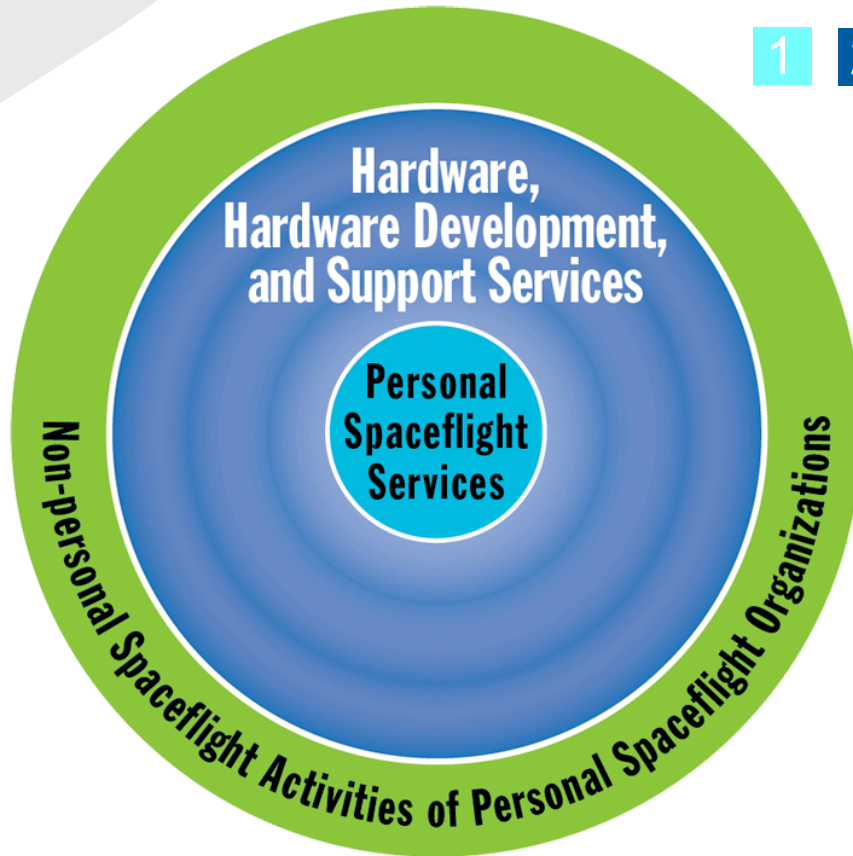 1
Hardware,
Hardware Development,
and Support Services
Personal
Spaceflight
Services
Non-personal Spaceflight Activities of Personal Spaceflight Organizations